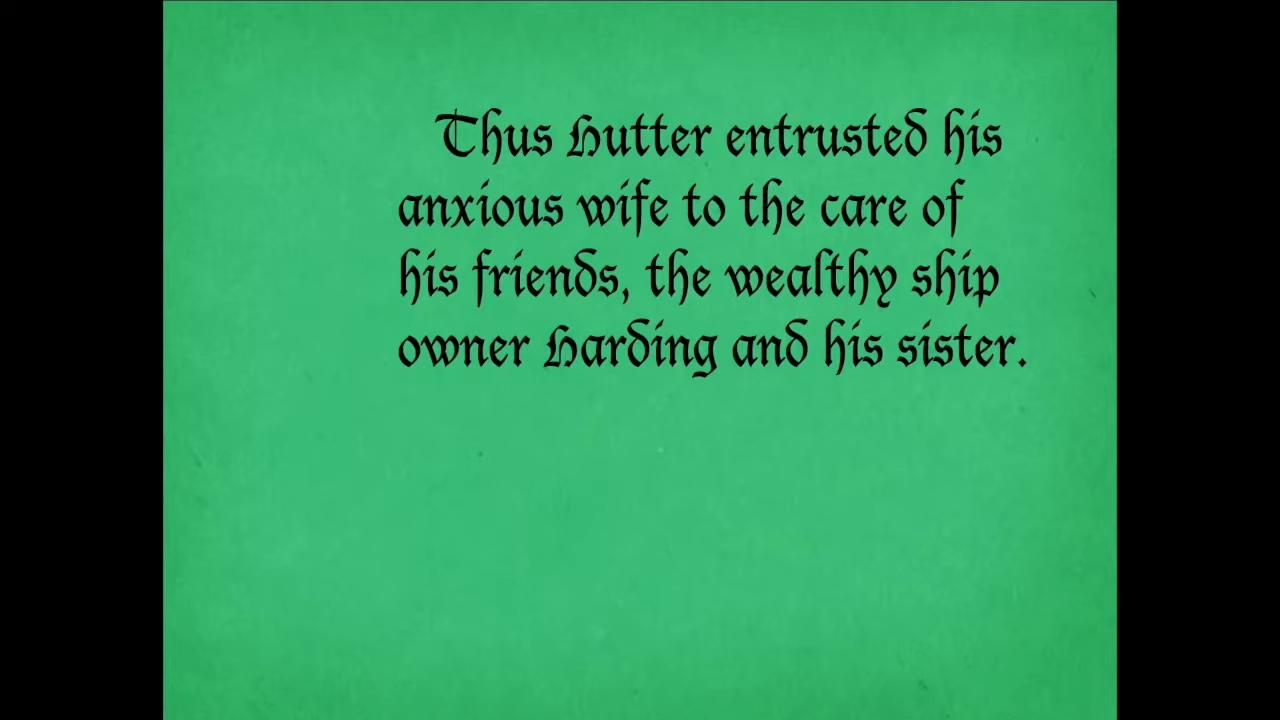 Thus Hutter entrusted his
anxious wife to the care of
his friends, the wealthy ship
owner Harding and his sister.